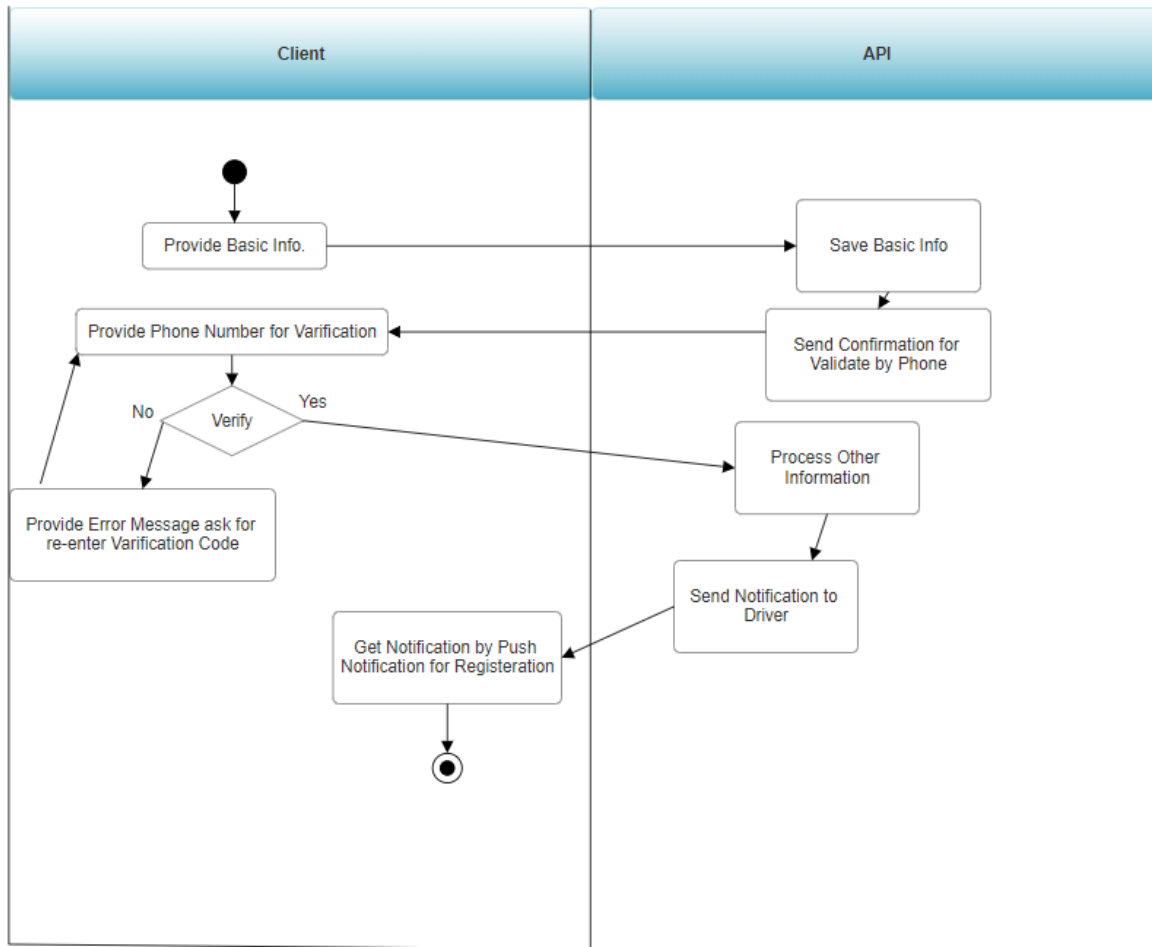 Client
API
Provide Basic Info.
Save Basic Info
Provide Phone Number for Varification
Send Confirmation for
Validate by Phone
No
Verify
Yes
Process Other
Information
Provide Error Message ask for
re-enter Varification Code
Send Notification to
Driver
Get Notification by Push
Notification for Registeration